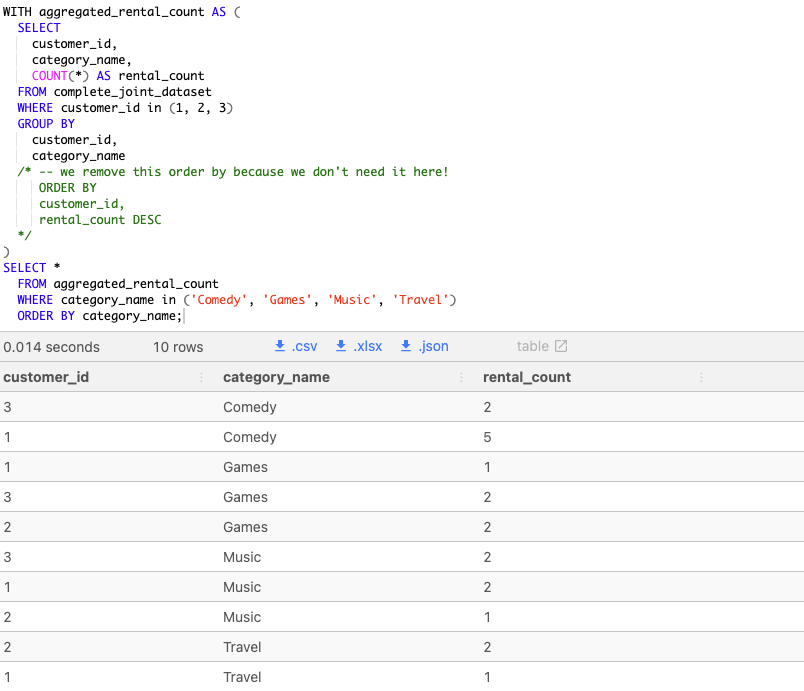 WITH aggregated_rental_count AS (
SELECT
customer_id,
category_name,
COUNT(*) AS rental_count
FROM complete_joint_dataset
WHERE customer_id in (1, 2, 3)
GROUP BY
customer_id,
category_name
/* -- we remove this order by because we don't need it here!
ORDER BY
customer_id,
rental_count DESC
*/
)
SELECT *
FROM aggregated_rental_count
WHERE category_name in ('Comedy', 'Games', 'Music', 'Travel')
ORDER BY category_name;
0.014 seconds 10 rows .csv .xlsx .json table
customer_id category_name rental_count
3 Comedy 2
1 Comedy 5
1 Games 1
3 Games 2
2 Games 2
3 Music 2
1 Music 2
2 Music 1
2 Travel 2
1 Travel 1